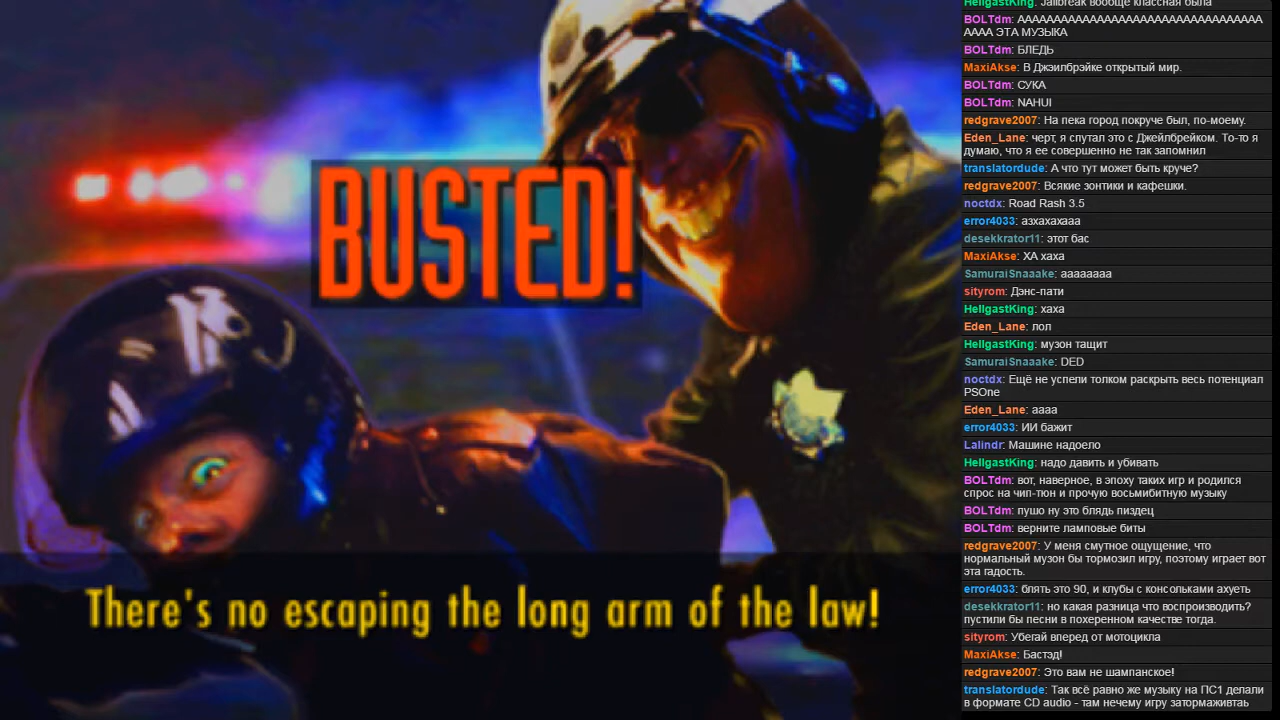 BUSTED!
There's no escaping the long arm of the law!
HellgastKing: Jailbreak вообще классная была
BOLTdm: АААААААААААААААААААААААААААААААААА
АААА ЭТА МУЗЫКА
BOLTdm: БЛЕДЬ
MaxiAkse: В Джэилбрэйке открытый мир.
BOLTdm: СУКА
BOLTdm: NAHUI
redgrave2007: На пека город покруче был, по-моему.
Eden_Lane: черт, я спутал это с Джейлбрейком. То-то я
думаю, что я ее совершенно не так запомнил
translatordude: А что тут может быть круче?
redgrave2007: Всякие зонтики и кафешки.
noctdx: Road Rash 3.5
error4033: азхахахааа
desekkrator11: этот бас
MaxiAkse: ХА хаха
SamuraiSnaaake: аааааааа
sityrom: Дэнс-пати
HellgastKing: хаха
Eden_Lane: лол
HellgastKing: музон тащит
SamuraiSnaaake: DED
noctdx: Ещё не успели толком раскрыть весь потенциал
PSOne
Eden_Lane: аааа
error4033: ИИ бажит
Lalindr: Машине надоело
HellgastKing: надо давить и убивать
BOLTdm: вот, наверное, в эпоху таких игр и родился
спрос на чип-тюн и прочую восьмибитную музыку
BOLTdm: пушо ну это блядь пиздец
BOLTdm: верните ламповые биты
redgrave2007: У меня смутное ощущение, что
нормальный музон бы тормозил игру, поэтому играет вот
эта гадость.
error4033: блять это 90, и клубы с консольками ахуеть
desekkrator11: но какая разница что воспроизводить?
пустили бы песни в похеренном качестве тогда.
sityrom: Убегай вперед от мотоцикла
MaxiAkse: Бастэд!
redgrave2007: Это вам не шампанское!
translatordude: Так всё равно же музыку на ПС1 делали
в формате CD audio - там нечему игру затормаживтаь